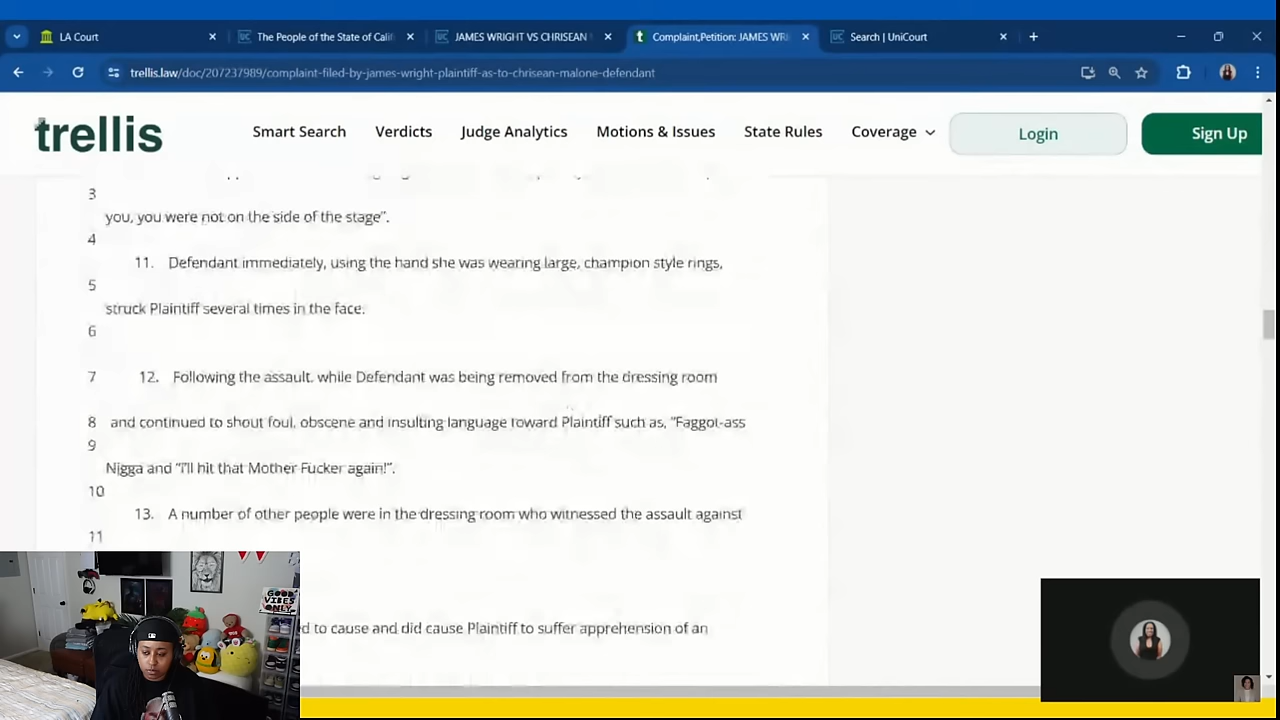 LA Court
The People of the State of Calif
JAMES WRIGHT VS CHRISEAN
Complaint,Petition: JAMES WRI
Search | UniCourt
trellis.law/doc/207237989/complaint-filed-by-james-wright-plaintiff-as-to-chrisean-malone-defendant
trellis
Smart Search
Verdicts
Judge Analytics
Motions & Issues
State Rules
Coverage
Login
Sign Up
3
you, you were not on the side of the stage”.
4
11. Defendant immediately, using the hand she was wearing large, champion style rings,
5
struck Plaintiff several times in the face.
6
7 12. Following the assault. while Defendant was being removed from the dressing room
8 and continued to shout foul, obscene and insulting language toward Plaintiff such as, “Faggot-ass
9
Nigga and “i’ll hit that Mother Fucker again!”.
10
13. A number of other people were in the dressing room who witnessed the assault against
11
ed to cause and did cause Plaintiff to suffer apprehension of an
GOOD
VIBES
ONLY